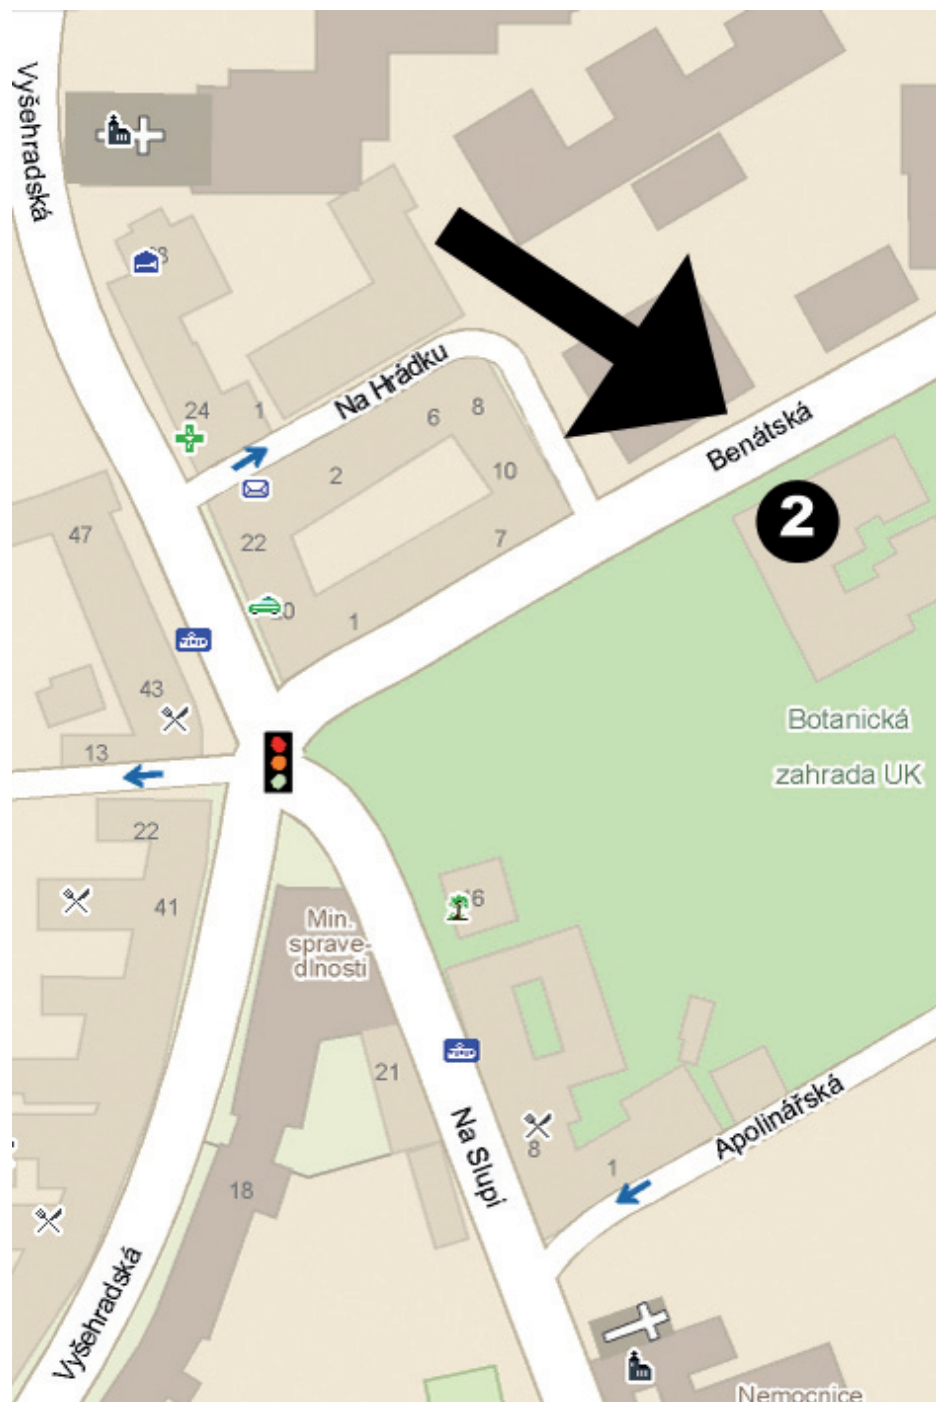 Vyšehradská
24
1
Na Hrádku
6
8
2
10
Benátská
2
47
22
7
1
43
13
Botanická
zahrada UK
22
41
Min.
sprave-
dlnosti
21
Na Slupi
8
1
Apolinářská
18
Vyšehradská
Nemocnice